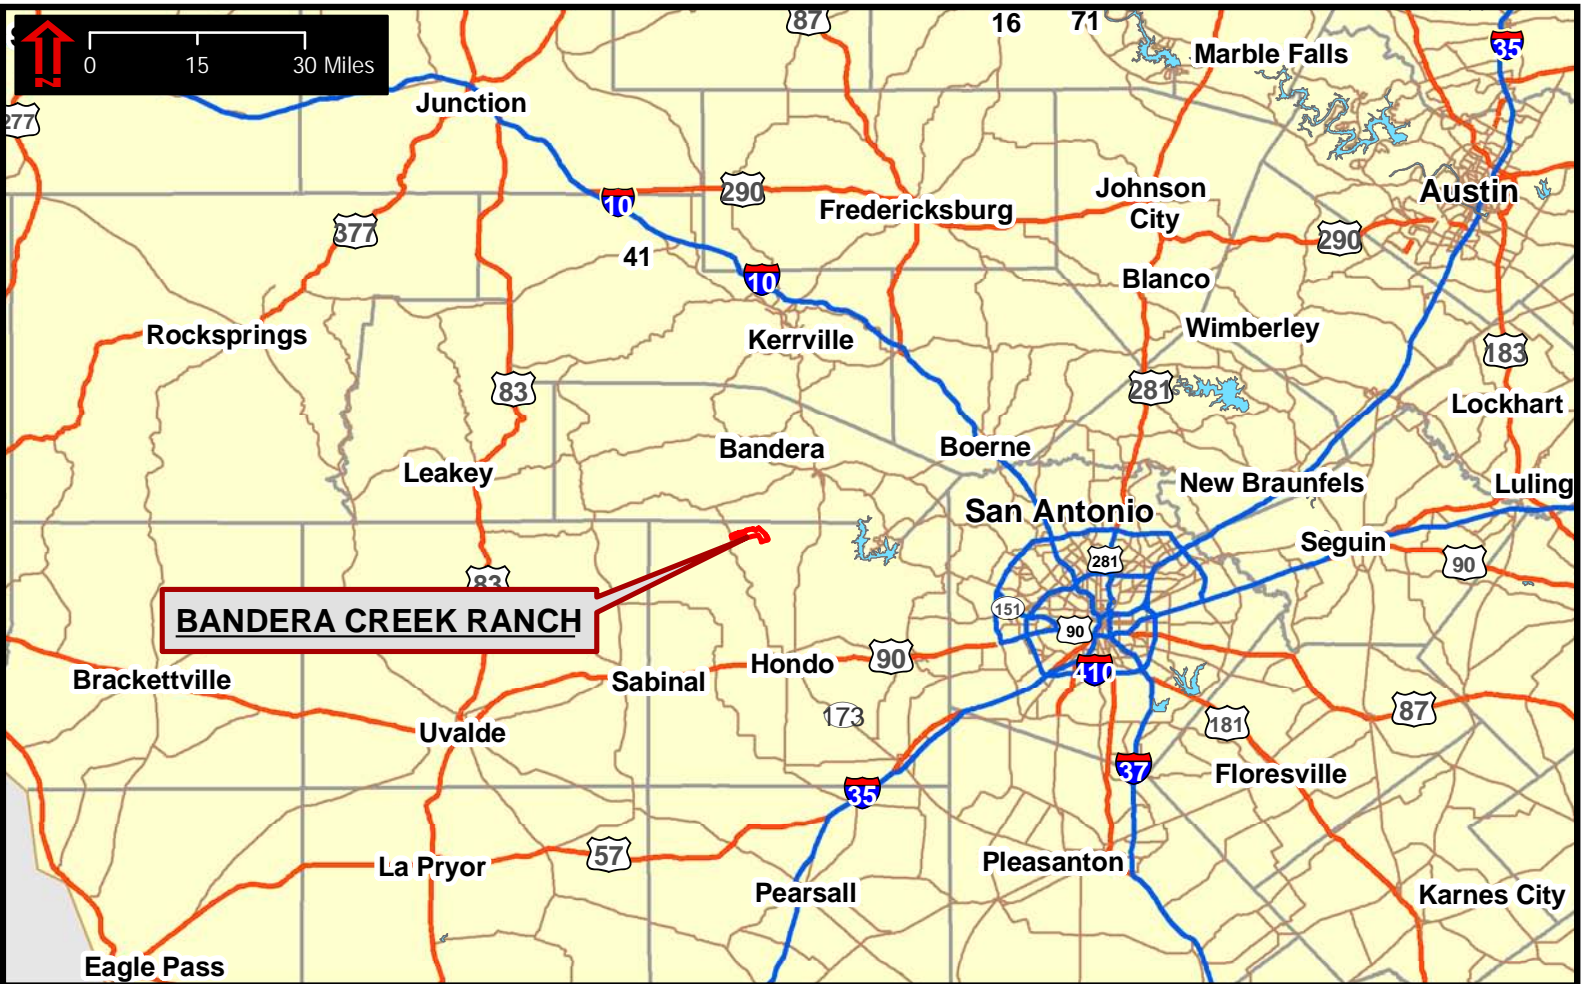 87
16
71
35
0 15 30 Miles
N
Marble Falls
Junction
277
290
Johnson
City
Austin
10
Fredericksburg
377
290
41
10
Blanco
Rocksprings
Kerrville
Wimberley
183
83
281
Lockhart
Bandera
Boerne
Leakey
New Braunfels
Luling
San Antonio
Seguin
281
90
83
BANDERA CREEK RANCH
151
90
Hondo
90
410
Brackettville
Sabinal
87
173
181
Uvalde
37
Floresville
35
57
La Pryor
Pleasanton
Pearsall
Karnes City
Eagle Pass